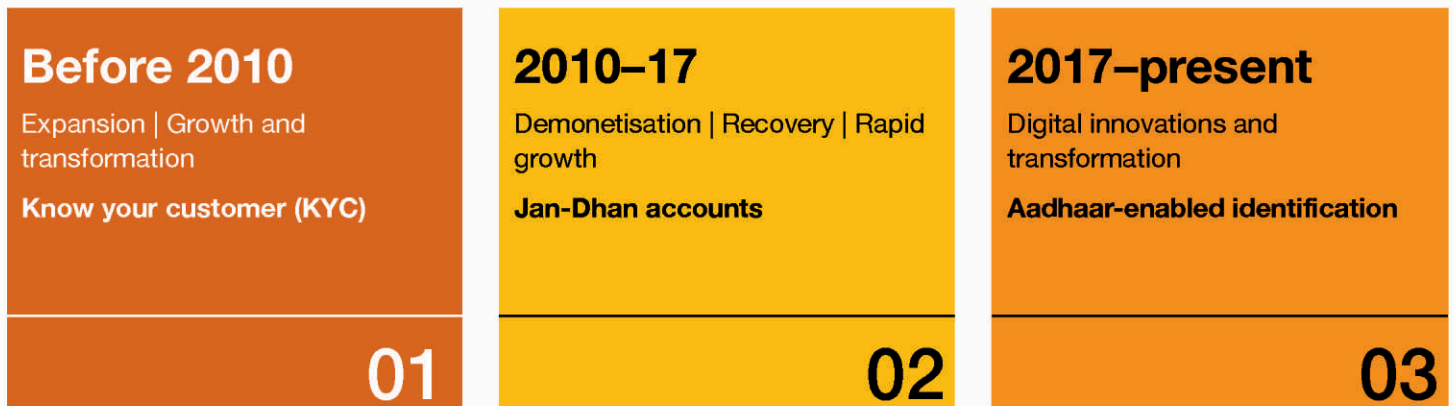 Before 2010
Expansion | Growth and
transformation
Know your customer (KYC)
01
2010–17
Demonetisation | Recovery | Rapid
growth
Jan-Dhan accounts
02
2017–present
Digital innovations and
transformation
Aadhaar-enabled identification
03